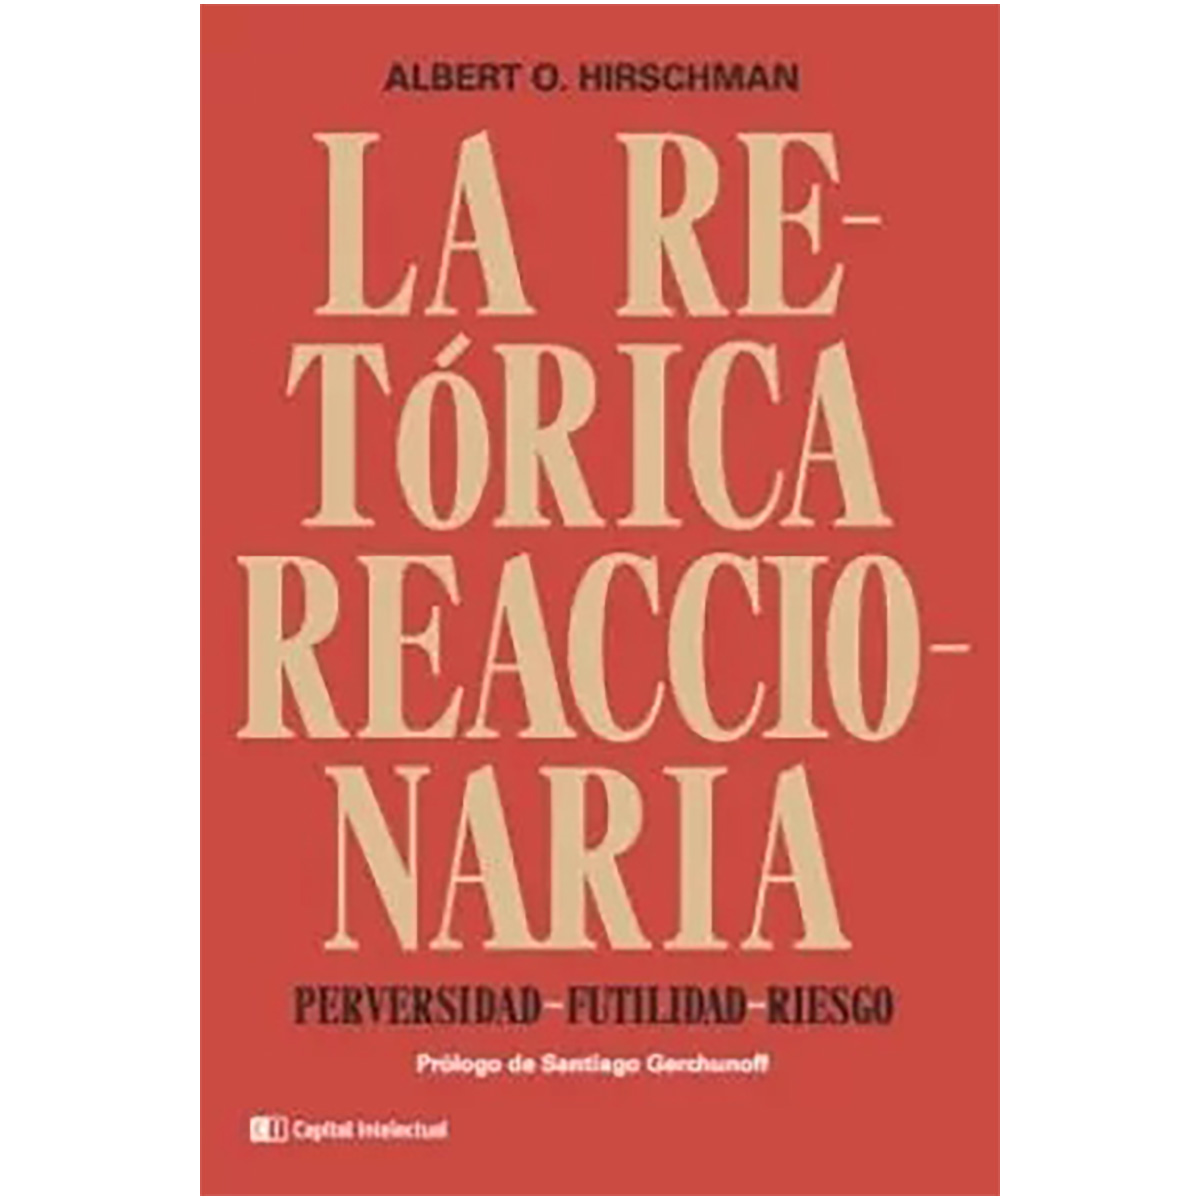 ALBERT O. HIRSCHMAN
LA RE-
TÓRICA
REACCIO-
NARIA
PERVERSIDAD-FUTILIDAD-RIESGO
Prólogo de Santiago Gerchunoff
CI Capital Intelectual